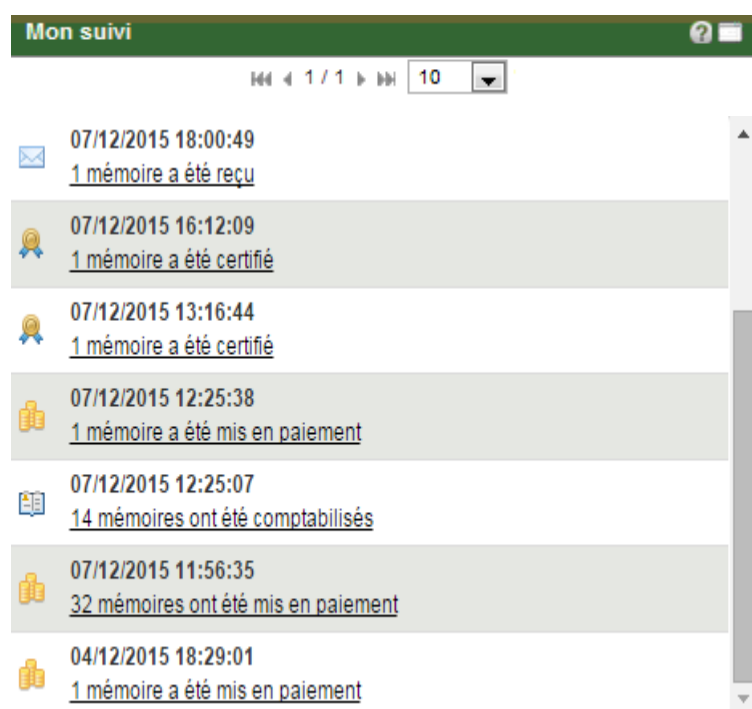 Mon suivi
1 / 1 10
07/12/2015 18:00:49
1 mémoire a été reçu
07/12/2015 16:12:09
1 mémoire a été certifié
07/12/2015 13:16:44
1 mémoire a été certifié
07/12/2015 12:25:38
1 mémoire a été mis en paiement
07/12/2015 12:25:07
14 mémoires ont été comptabilisés
07/12/2015 11:56:35
32 mémoires ont été mis en paiement
04/12/2015 18:29:01
1 mémoire a été mis en paiement